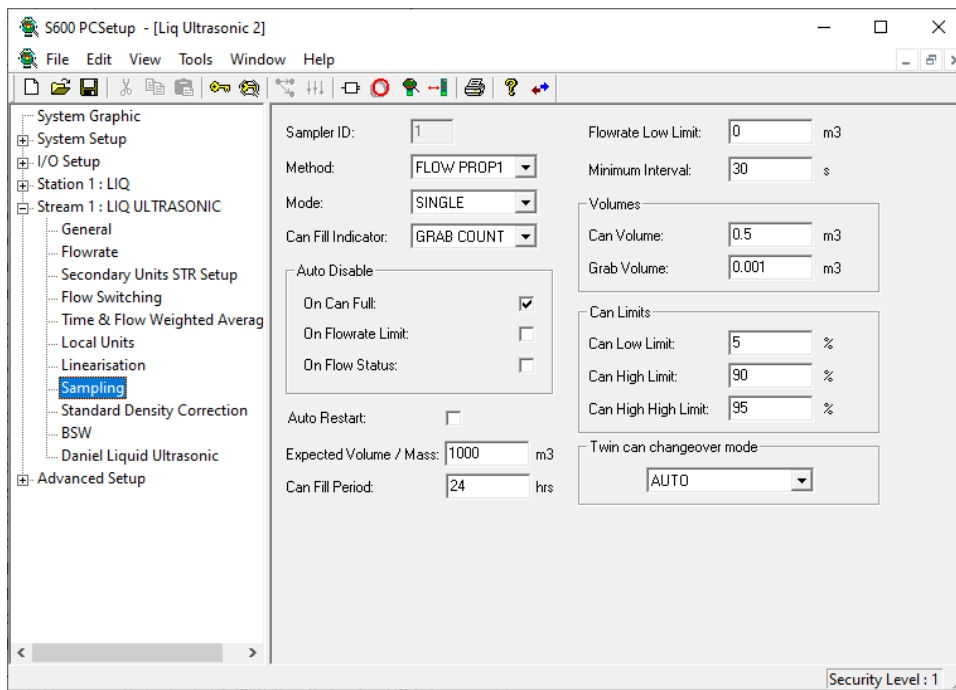 S600 PCSetup - [Liq Ultrasonic 2]
File Edit View Tools Window Help
System Graphic
System Setup
I/O Setup
Station 1 : LIQ
Stream 1 : LIQ ULTRASONIC
General
Flowrate
Secondary Units STR Setup
Flow Switching
Time & Flow Weighted Averag
Local Units
Linearisation
Sampling
Standard Density Correction
BSW
Daniel Liquid Ultrasonic
Advanced Setup
Sampler ID: 1
Method: FLOW PROP1
Mode: SINGLE
Can Fill Indicator: GRAB COUNT
Auto Disable
On Can Full:
On Flowrate Limit:
On Flow Status:
Auto Restart:
Expected Volume / Mass: 1000 m3
Can Fill Period: 24 hrs
Flowrate Low Limit: 0 m3
Minimum Interval: 30 s
Volumes
Can Volume: 0.5 m3
Grab Volume: 0.001 m3
Can Limits
Can Low Limit: 5 %
Can High Limit: 90 %
Can High High Limit: 95 %
Twin can changeover mode
AUTO
Security Level : 1